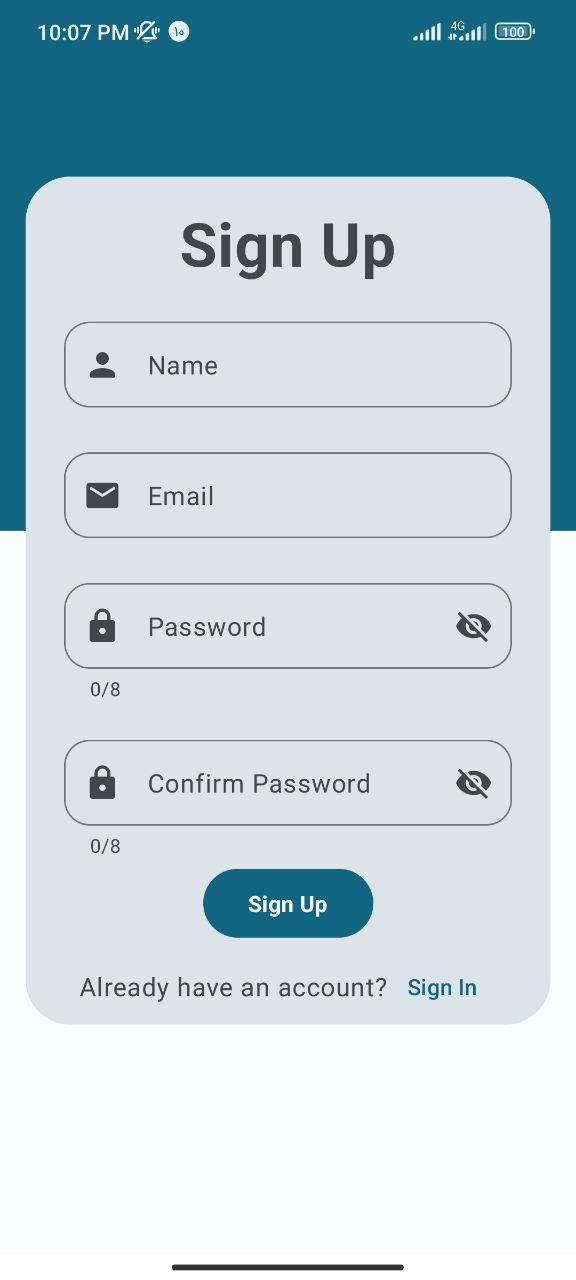 10:07 PM ١٠ 4G 100
Sign Up
Name
Email
Password
0/8
Confirm Password
0/8
Sign Up
Already have an account? Sign In